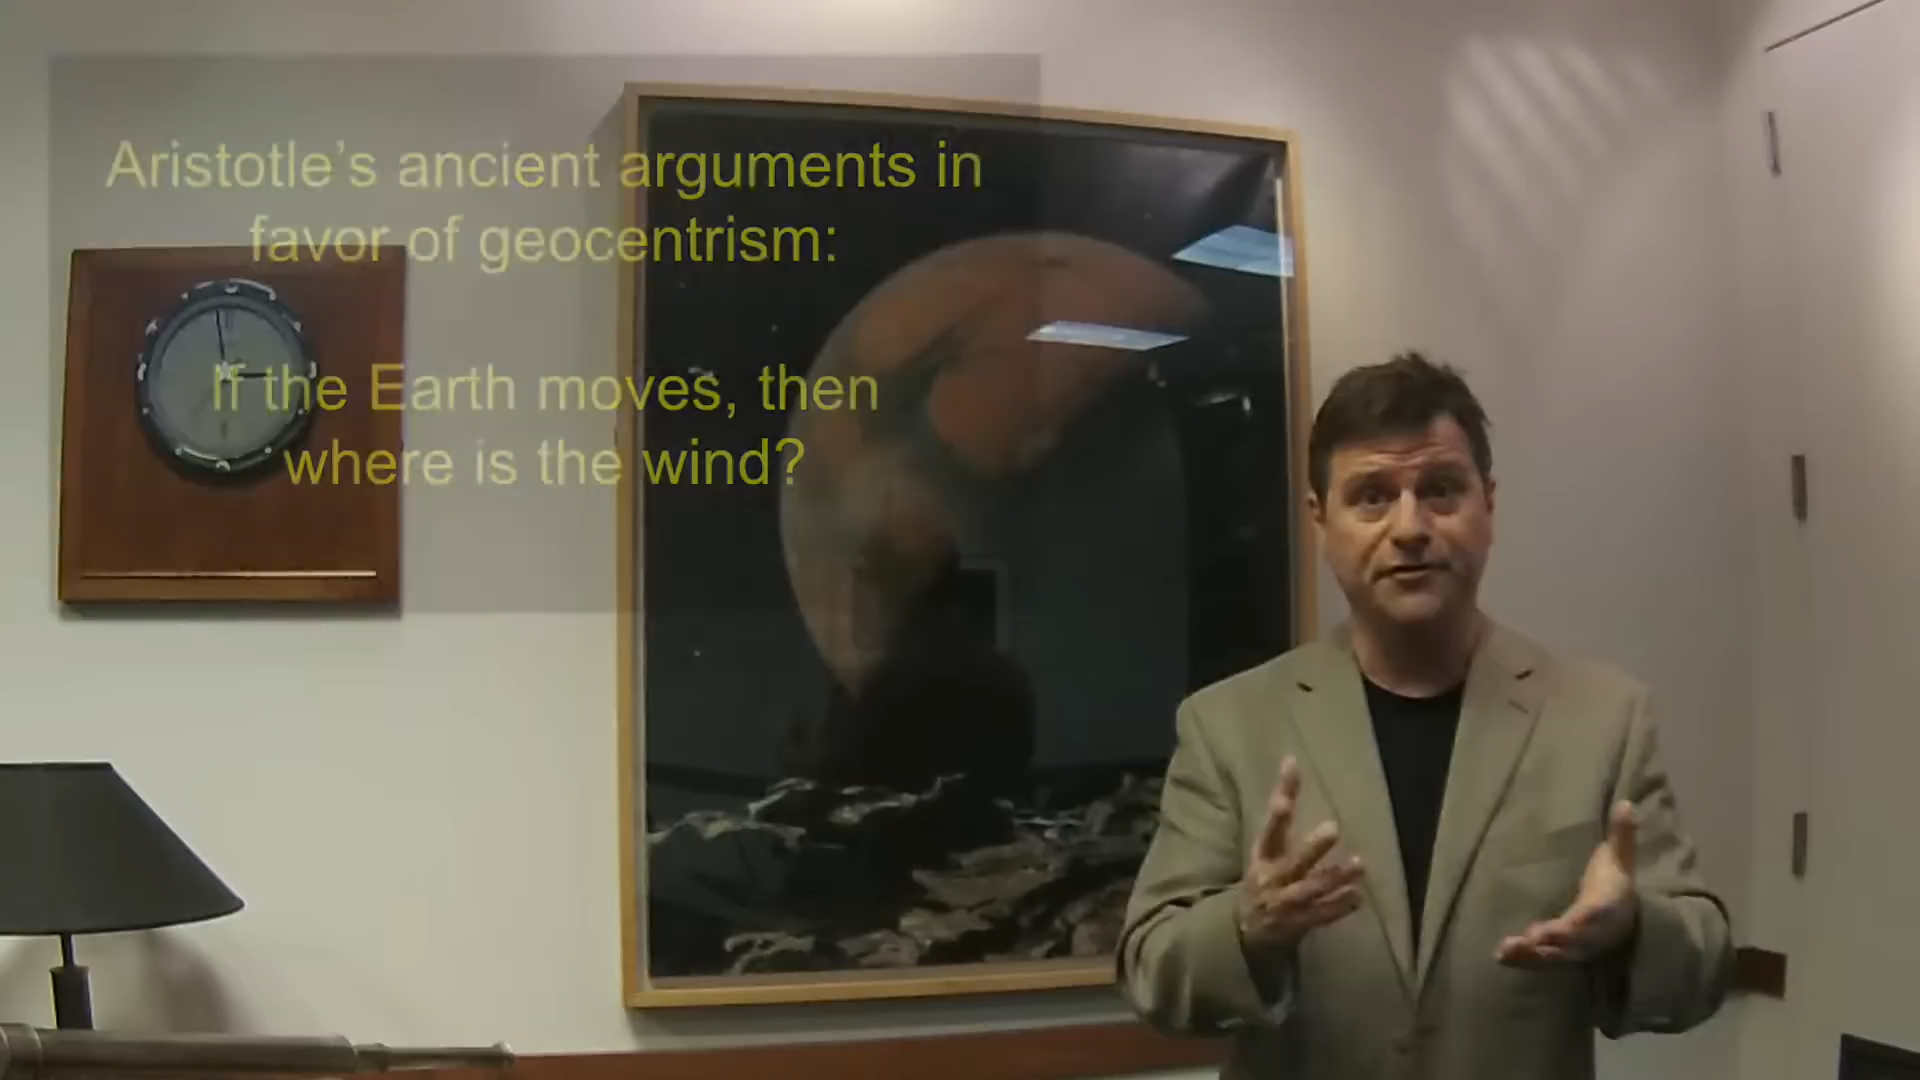 Aristotle’s ancient arguments in
favor of geocentrism:
If the Earth moves, then
where is the wind?